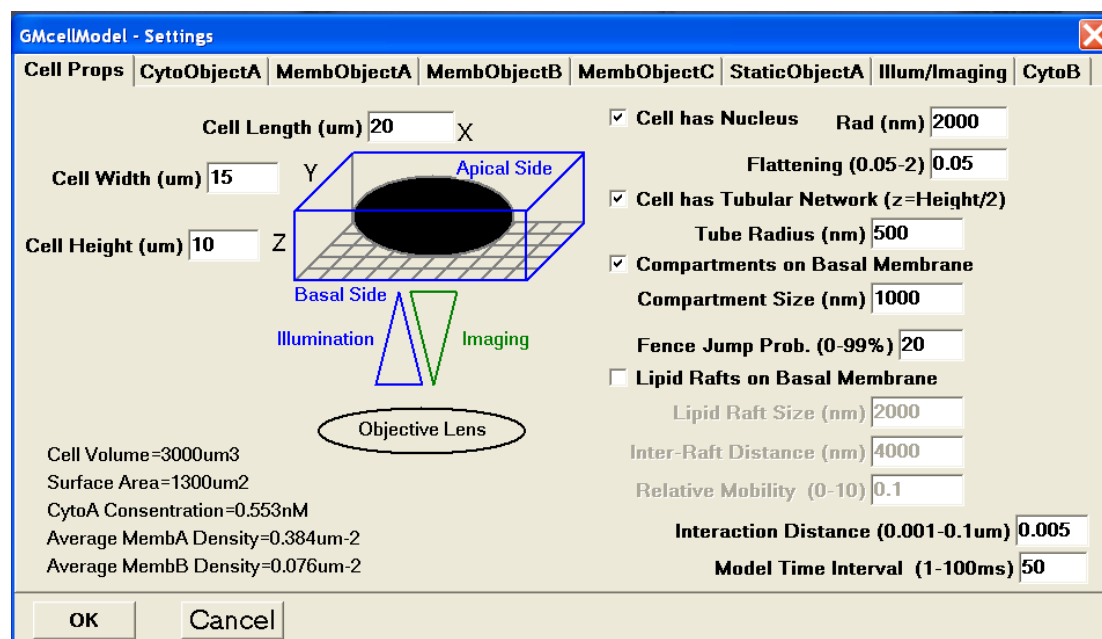 GMcellModel - Settings
Cell Props CytoObjectA MembObjectA MembObjectB MembObjectC StaticObjectA Illum/Imaging CytoB
Cell Length (um) 20
X
Cell Width (um) 15
Y
Apical Side
Cell Height (um) 10
Z
Basal Side
Illumination
Imaging
Objective Lens
Cell Volume=3000um3
Surface Area=1300um2
CytoA Consentration=0.553nM
Average MembA Density=0.384um-2
Average MembB Density=0.076um-2
Cell has Nucleus Rad (nm) 2000
Flattening (0.05-2) 0.05
Cell has Tubular Network (z=Height/2)
Tube Radius (nm) 500
Compartments on Basal Membrane
Compartment Size (nm) 1000
Fence Jump Prob. (0-99%) 20
Lipid Rafts on Basal Membrane
Lipid Raft Size (nm) 2000
Inter-Raft Distance (nm) 4000
Relative Mobility (0-10) 0.1
Interaction Distance (0.001-0.1um) 0.005
Model Time Interval (1-100ms) 50
OK Cancel